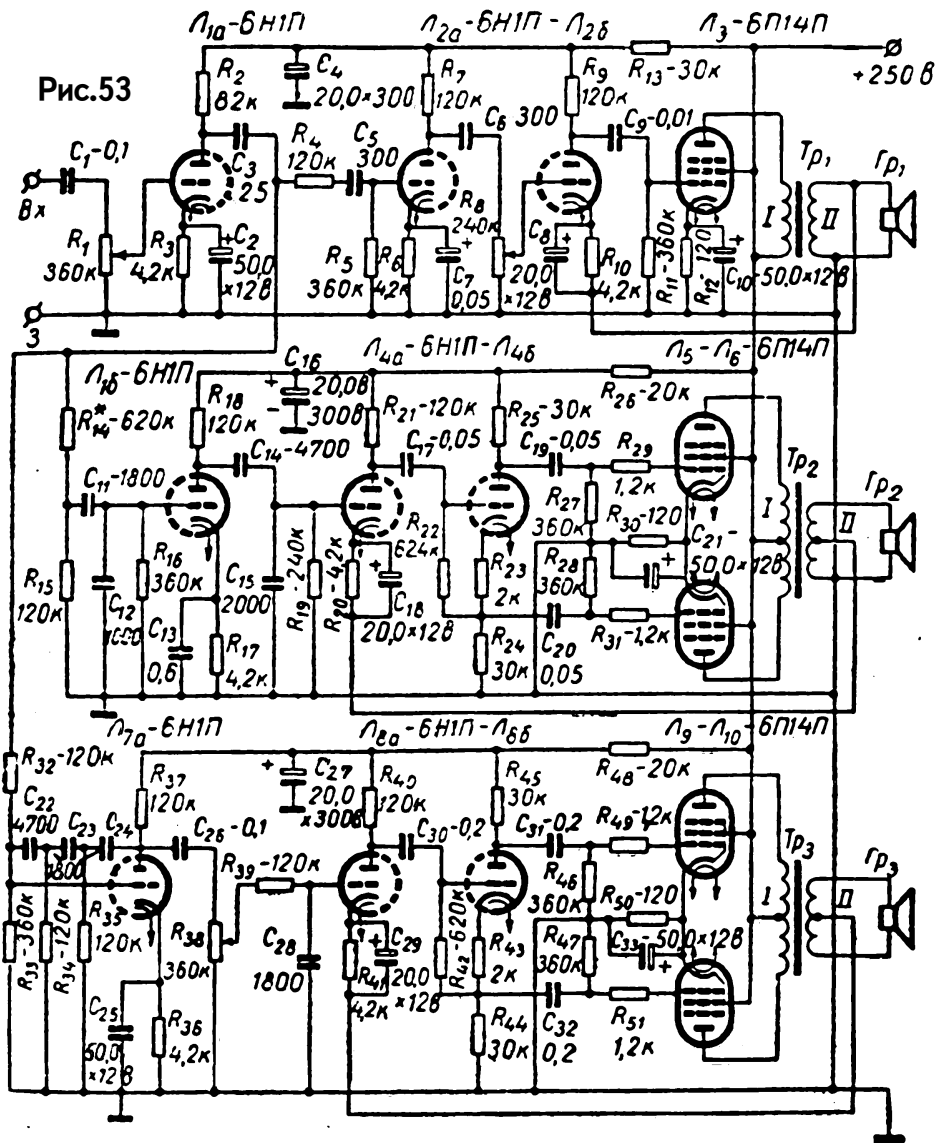 Рис.53
Л1а-6Н1П
Л2а-6Н1П-Л2б
Л3-6П14П
+250 В
R2
82к
C4
20,0×300
R7
120к
R9
120к
R13-30к
C1-0,1
Вх
R1
360к
C3
25
R3
4,2к
C2
50,0
×12В
R4
120к
C5
300
R5
360к
R6
4,2к
C6
300
R8
240к
C7
0,05
C8
20,0
×12В
R10
4,2к
C9-0,01
R11-360к
R12-120
C10
50,0×12В
I
II
Тр1
Гр1
З
Л1б-6Н1П
Л4а-6Н1П-Л4б
Л5-Л6-6П14П
R14*-620к
C11-1800
R15
120к
C12
R16
360к
C13
0,6
R18
120к
R17
4,2к
C14-4700
C15
2000
C16
20,0В
300В
R19-240к
R20-4,2к
R21-120к
C17-0,05
R22
624к
C18
20,0×12В
R25-30к
R23
2к
R24
30к
C19-0,05
C20
0,05
R26-20к
R27
360к
R28
360к
R29
1,2к
R30-120
C21-
50,0×12В
R31-1,2к
I
II
Тр2
Гр2
Л7а-6Н1П
Л8а-6Н1П-Л8б
Л9-Л10-6П14П
R32-120к
C22
4700
C23
C24
R33-360к
R34-120к
R35
120к
C25
50,0
×12В
R36
4,2к
R37
120к
C26-0,1
R38
360к
R39-120к
C27
20,0
×300В
C28
1800
R40
120к
R41
4,2к
C29
20,0
×12В
C30-0,2
R42-620к
R45
30к
R43
2к
R44
30к
C31-0,2
C32
0,2
R46
360к
R47
360к
R48-20к
R49-1,2к
R50-120
C33-50,0×12В
R51
1,2к
I
II
Тр3
Гр3